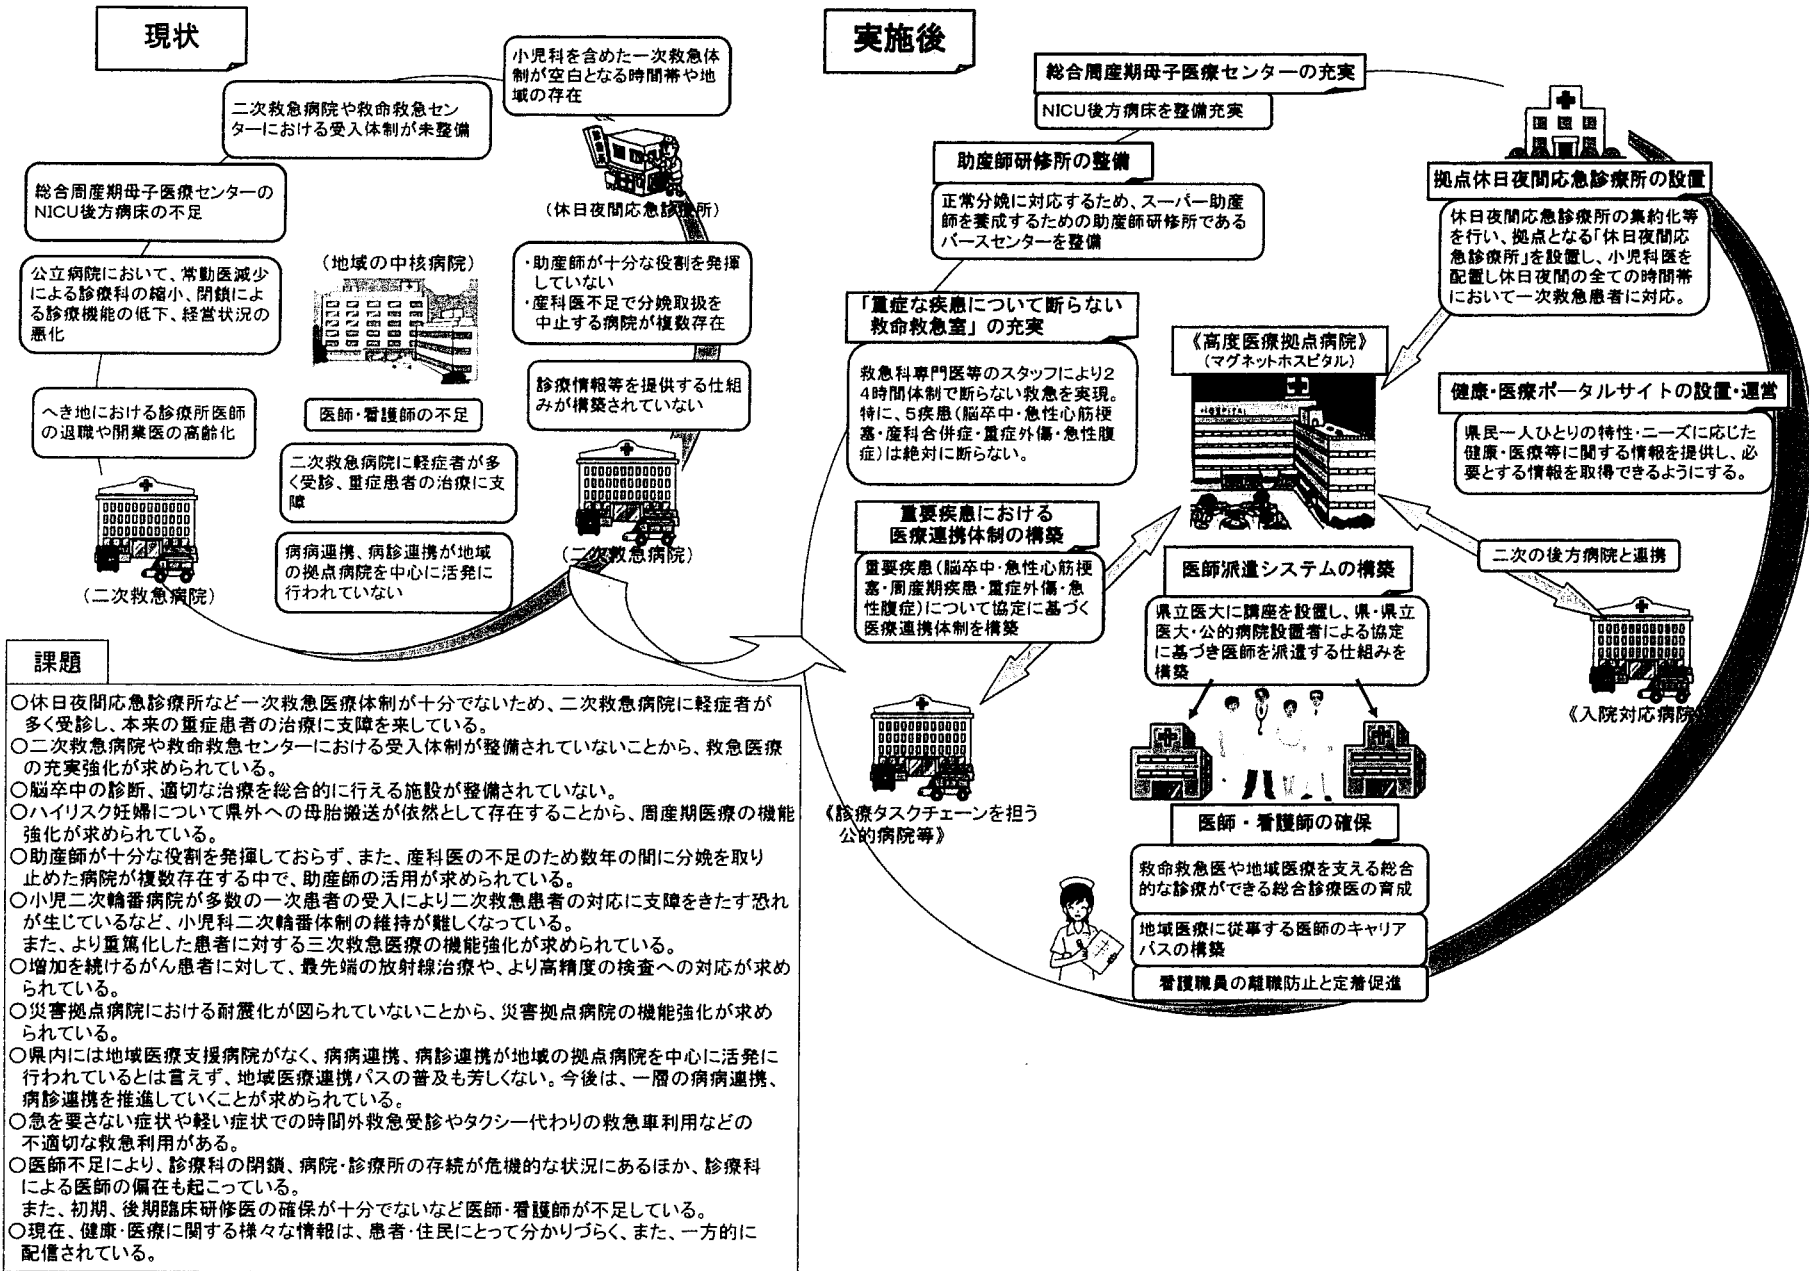 現状
小児科を含めた一次救急体
制が空白となる時間帯や地
域の存在
二次救急病院や救命救急セン
ターにおける受入体制が未整備
総合周産期母子医療センターの
NICU後方病床の不足
(休日夜間応急診療所)
公立病院において、常勤医減少
による診療科の縮小、閉鎖によ
る診療機能の低下、経営状況の
悪化
(地域の中核病院)
・助産師が十分な役割を発揮
していない
・産科医不足で分娩取扱を
中止する病院が複数存在
診療情報等を提供する仕組
みが構築されていない
へき地における診療所医師
の退職や開業医の高齢化
医師・看護師の不足
二次救急病院に軽症者が多
く受診、重症患者の治療に支
障
(二次救急病院)
病病連携、病診連携が地域
の拠点病院を中心に活発に
行われていない
(二次救急病院)
課題
○休日夜間応急診療所など一次救急医療体制が十分でないため、二次救急病院に軽症者が
多く受診し、本来の重症患者の治療に支障を来している。
○二次救急病院や救命救急センターにおける受入体制が整備されていないことから、救急医療
の充実強化が求められている。
○脳卒中の診断、適切な治療を総合的に行える施設が整備されていない。
○ハイリスク妊婦について県外への母胎搬送が依然として存在することから、周産期医療の機能
強化が求められている。
○助産師が十分な役割を発揮しておらず、また、産科医の不足のため数年の間に分娩を取り
止めた病院が複数存在する中で、助産師の活用が求められている。
○小児二次輪番病院が多数の一次患者の受入により二次救急患者の対応に支障をきたす恐れ
が生じているなど、小児科二次輪番体制の維持が難しくなっている。
また、より重篤化した患者に対する三次救急医療の機能強化が求められている。
○増加を続けるがん患者に対して、最先端の放射線治療や、より高精度の検査への対応が求め
られている。
○災害拠点病院における耐震化が図られていないことから、災害拠点病院の機能強化が求め
られている。
○県内には地域医療支援病院がなく、病病連携、病診連携が地域の拠点病院を中心に活発に
行われているとは言えず、地域医療連携パスの普及も芳しくない。今後は、一層の病病連携、
病診連携を推進していくことが求められている。
○急を要さない症状や軽い症状での時間外救急受診やタクシー代わりの救急車利用などの
不適切な救急利用がある。
○医師不足により、診療科の閉鎖、病院・診療所の存続が危機的な状況にあるほか、診療科
による医師の偏在も起こっている。
また、初期、後期臨床研修医の確保が十分でないなど医師・看護師が不足している。
○現在、健康・医療に関する様々な情報は、患者・住民にとって分かりづらく、また、一方的に
配信されている。
実施後
総合周産期母子医療センターの充実
NICU後方病床を整備充実
助産師研修所の整備
正常分娩に対応するため、スーパー助産
師を養成するための助産師研修所である
バースセンターを整備
拠点休日夜間応急診療所の設置
休日夜間応急診療所の集約化等
を行い、拠点となる「休日夜間応
急診療所」を設置し、小児科医を
配置し休日夜間の全ての時間帯
において一次救急患者に対応。
「重症な疾患について断らない
救命救急室」の充実
救急科専門医等のスタッフにより2
4時間体制で断らない救急を実現。
特に、5疾患(脳卒中・急性心筋梗
塞・産科合併症・重症外傷・急性腹
症)は絶対に断らない。
《高度医療拠点病院》
(マグネットホスピタル)
HOSPITAL
健康・医療ポータルサイトの設置・運営
県民一人ひとりの特性・ニーズに応じた
健康・医療等に関する情報を提供し、必
要とする情報を取得できるようにする。
重要疾患における
医療連携体制の構築
重要疾患(脳卒中・急性心筋梗
塞・周産期疾患・重症外傷・急
性腹症)について協定に基づく
医療連携体制を構築
二次の後方病院と連携
医師派遣システムの構築
県立医大に講座を設置し、県・県立
医大・公的病院設置者による協定
に基づき医師を派遣する仕組みを
構築
《入院対応病院
《診療タスクチェーンを担う
公的病院等》
医師・看護師の確保
救命救急医や地域医療を支える総合
的な診療ができる総合診療医の育成
地域医療に従事する医師のキャリア
パスの構築
看護職員の離職防止と定着促進